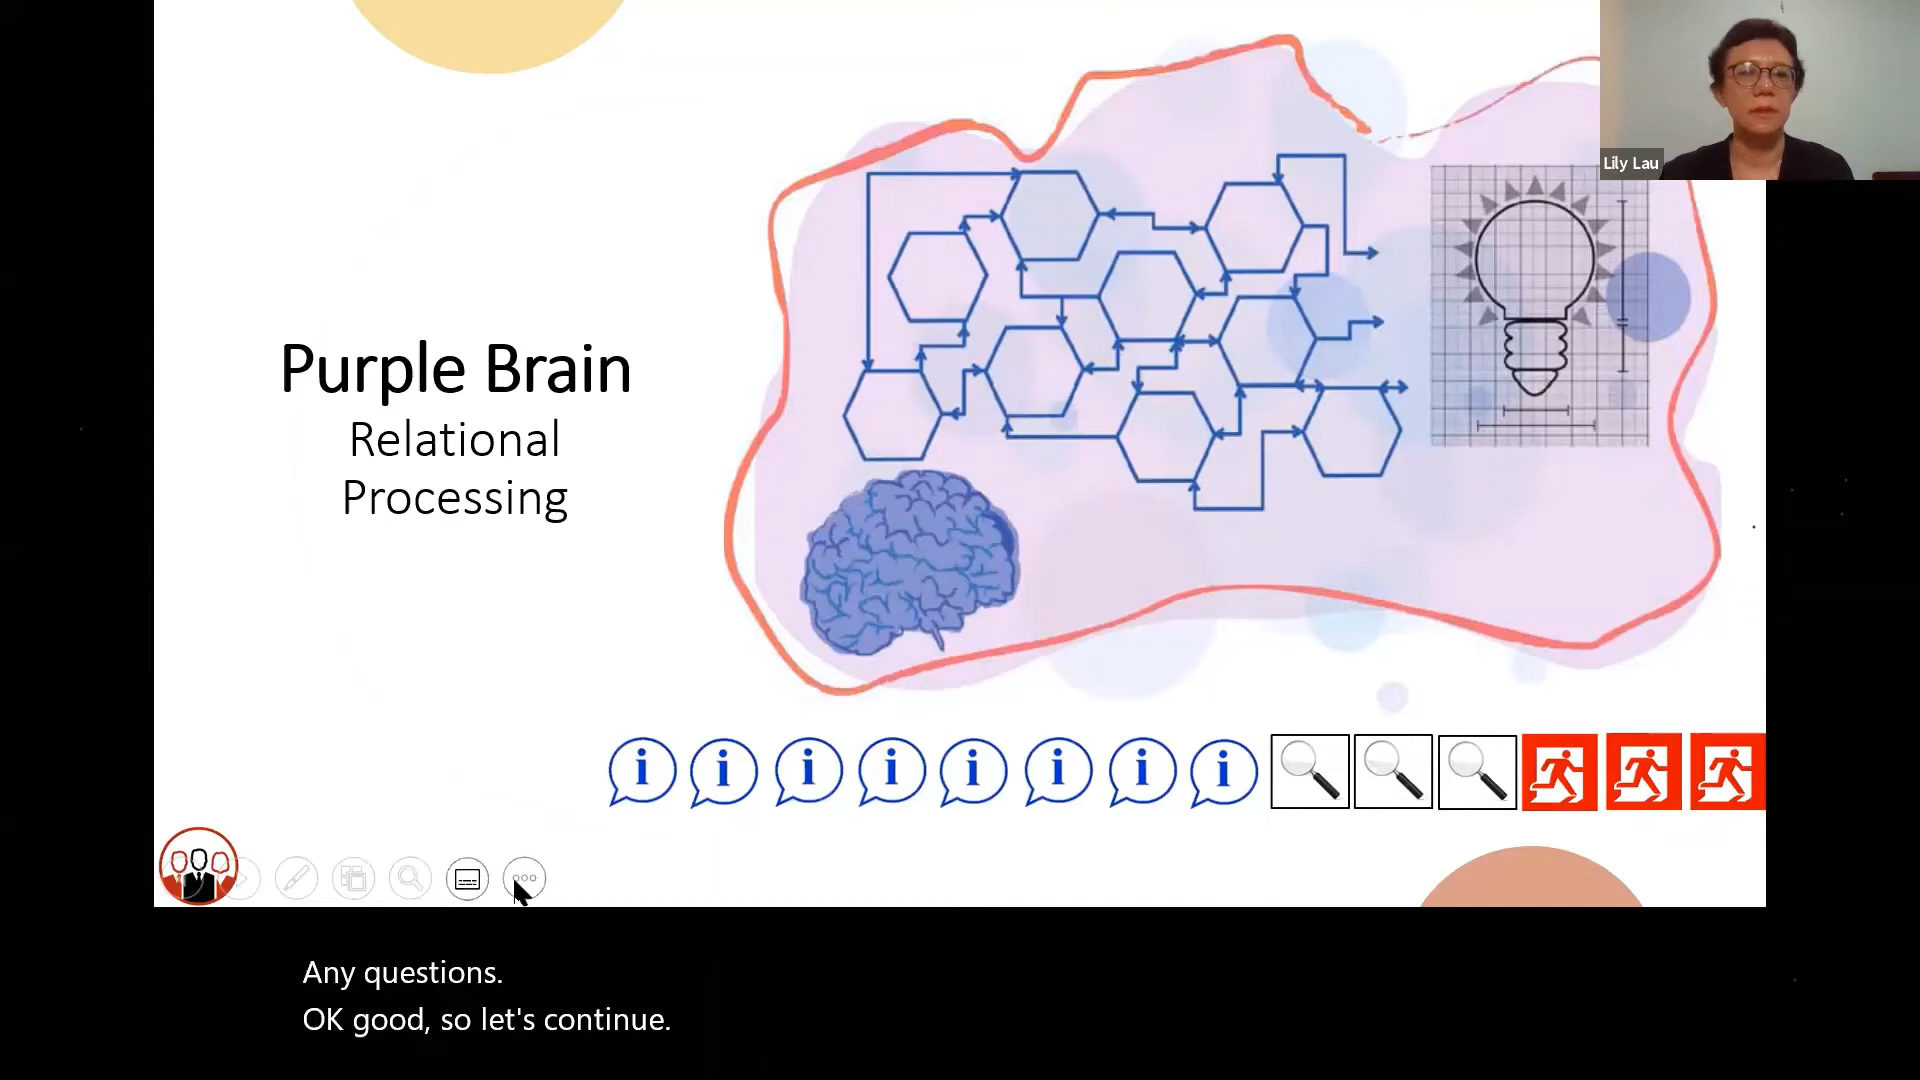 Lily Lau
Purple Brain
Relational
Processing
i i i i i i i i
Any questions.
OK good, so let's continue.